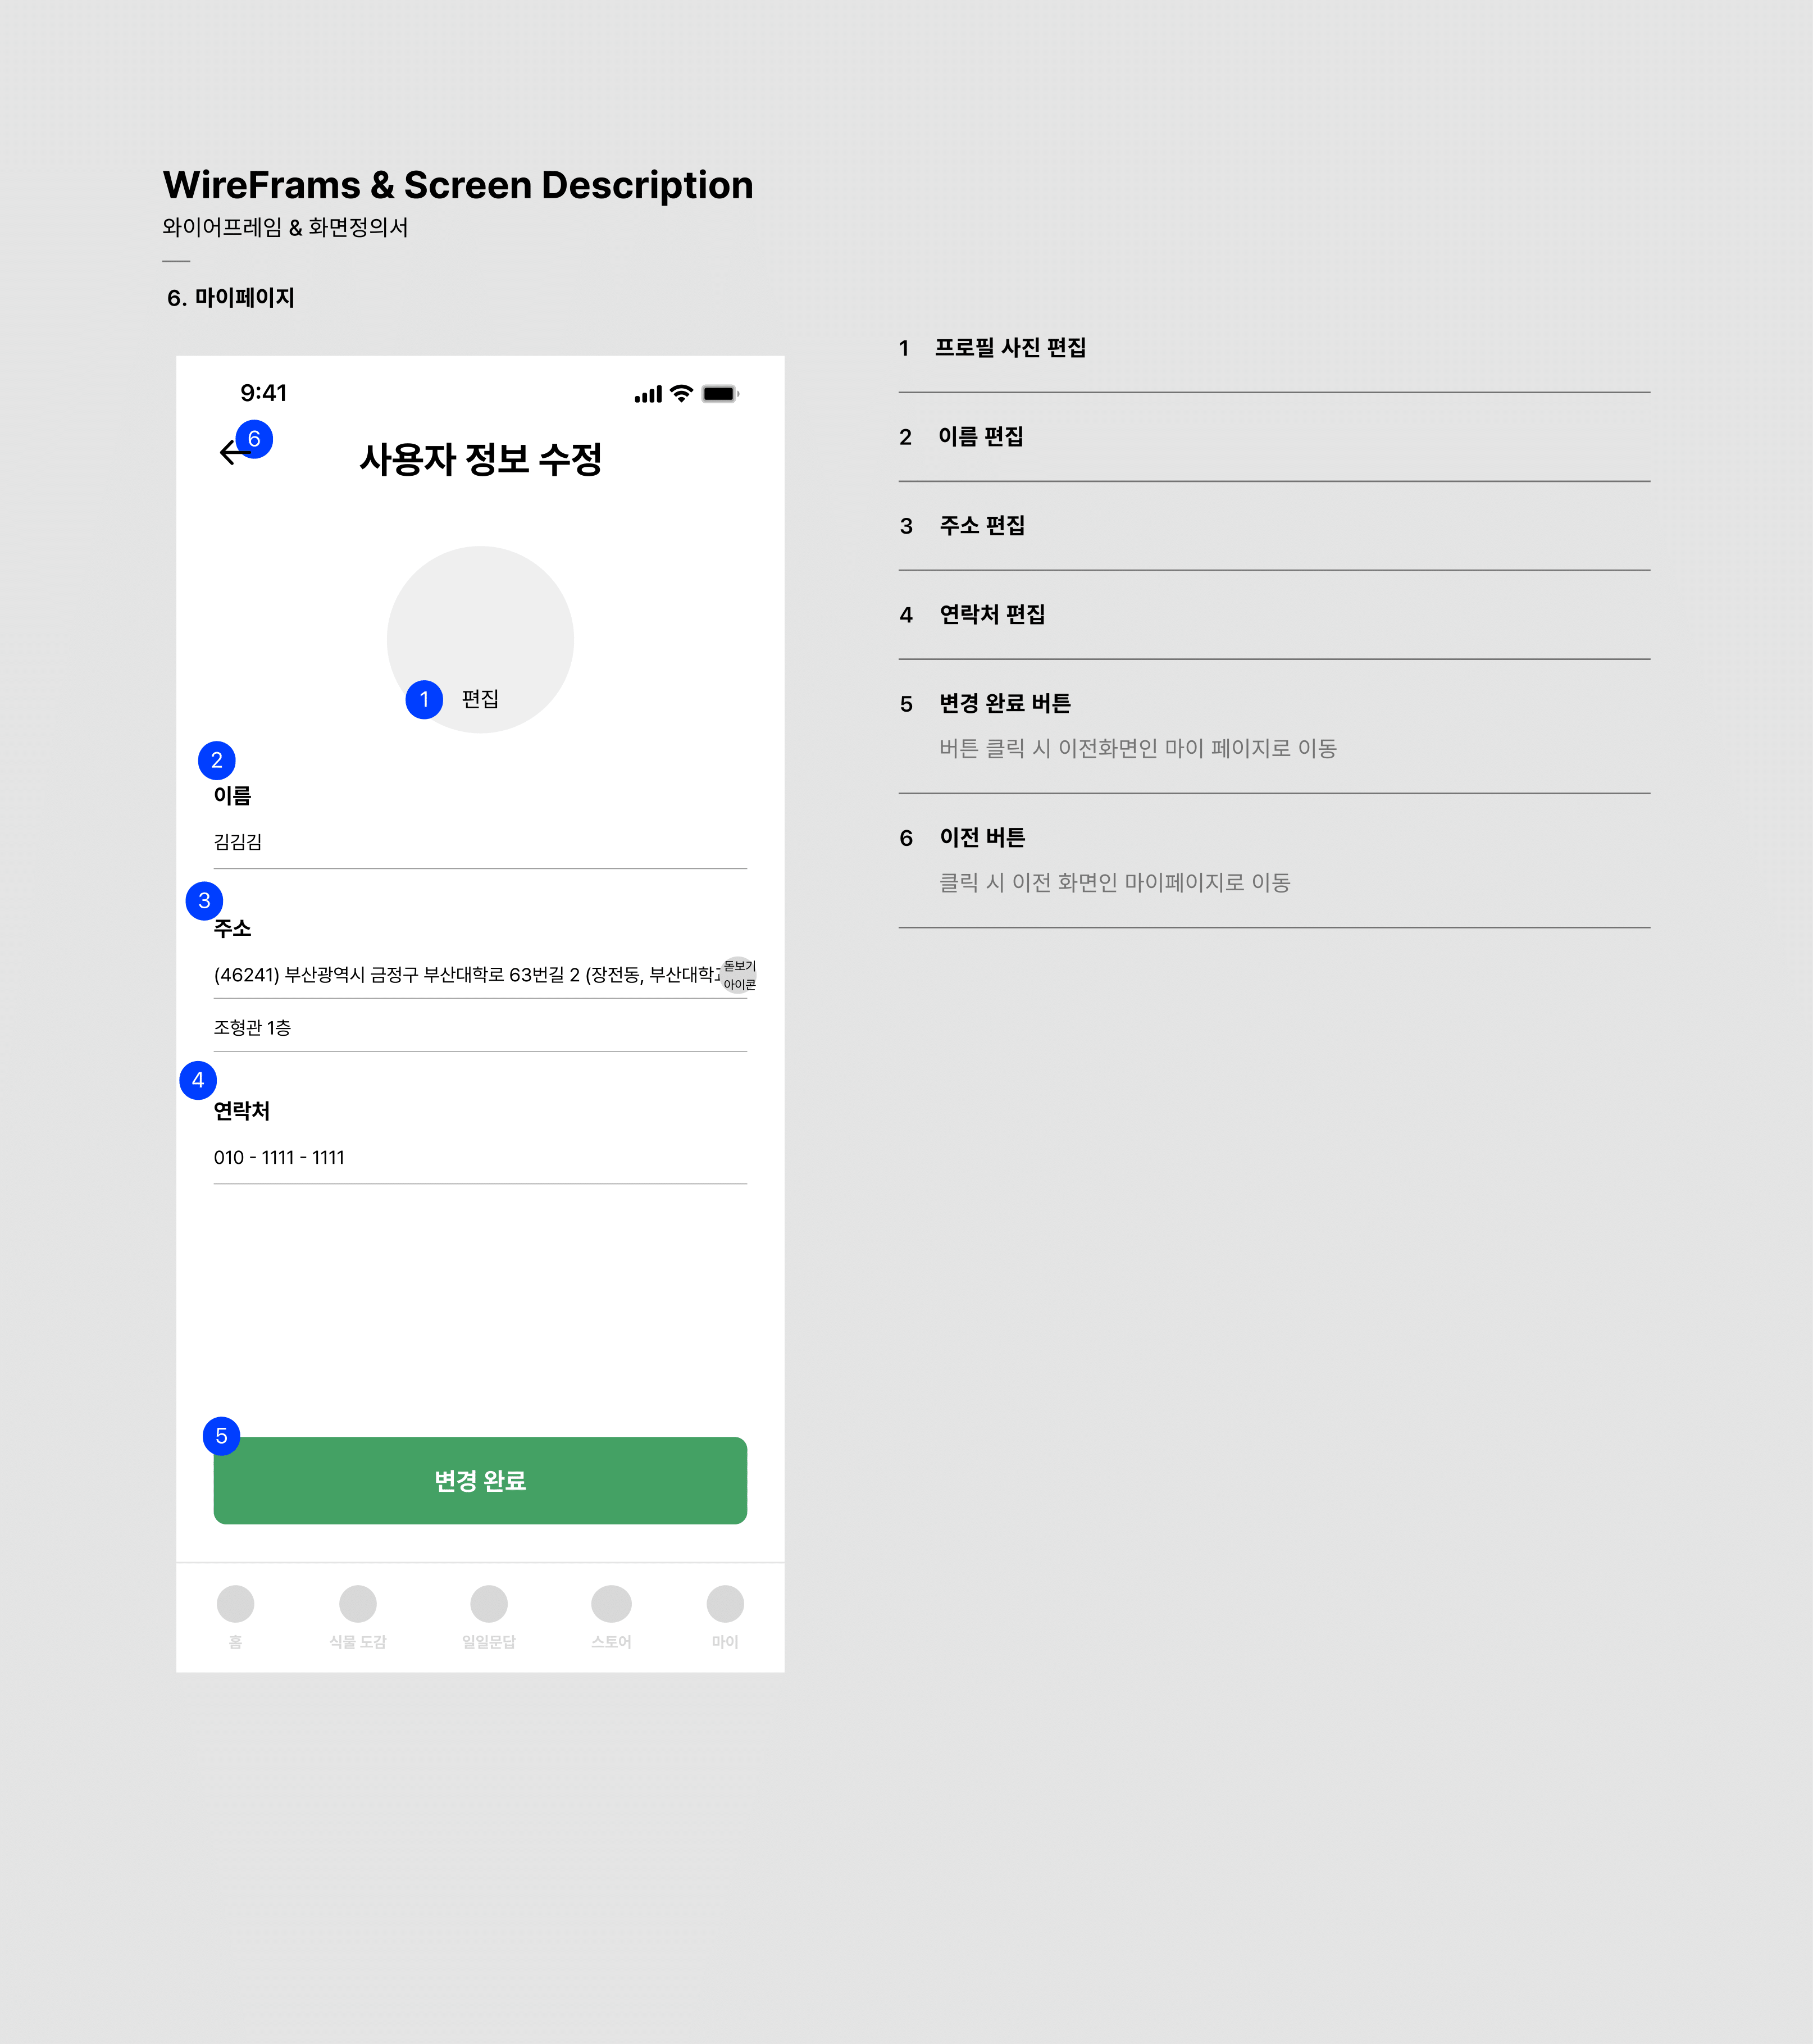 WireFrams & Screen Description
와이어프레임 & 화면정의서
6. 마이페이지
9:41
6
사용자 정보 수정
1 편집
2
이름
김김김
3
주소
(46241) 부산광역시 금정구 부산대학로 63번길 2 (장전동, 부산대학교
돋보기
아이콘
조형관 1층
4
연락처
010 - 1111 - 1111
5
변경 완료
홈 식물 도감 일일문답 스토어 마이
1 프로필 사진 편집
2 이름 편집
3 주소 편집
4 연락처 편집
5 변경 완료 버튼
버튼 클릭 시 이전화면인 마이 페이지로 이동
6 이전 버튼
클릭 시 이전 화면인 마이페이지로 이동